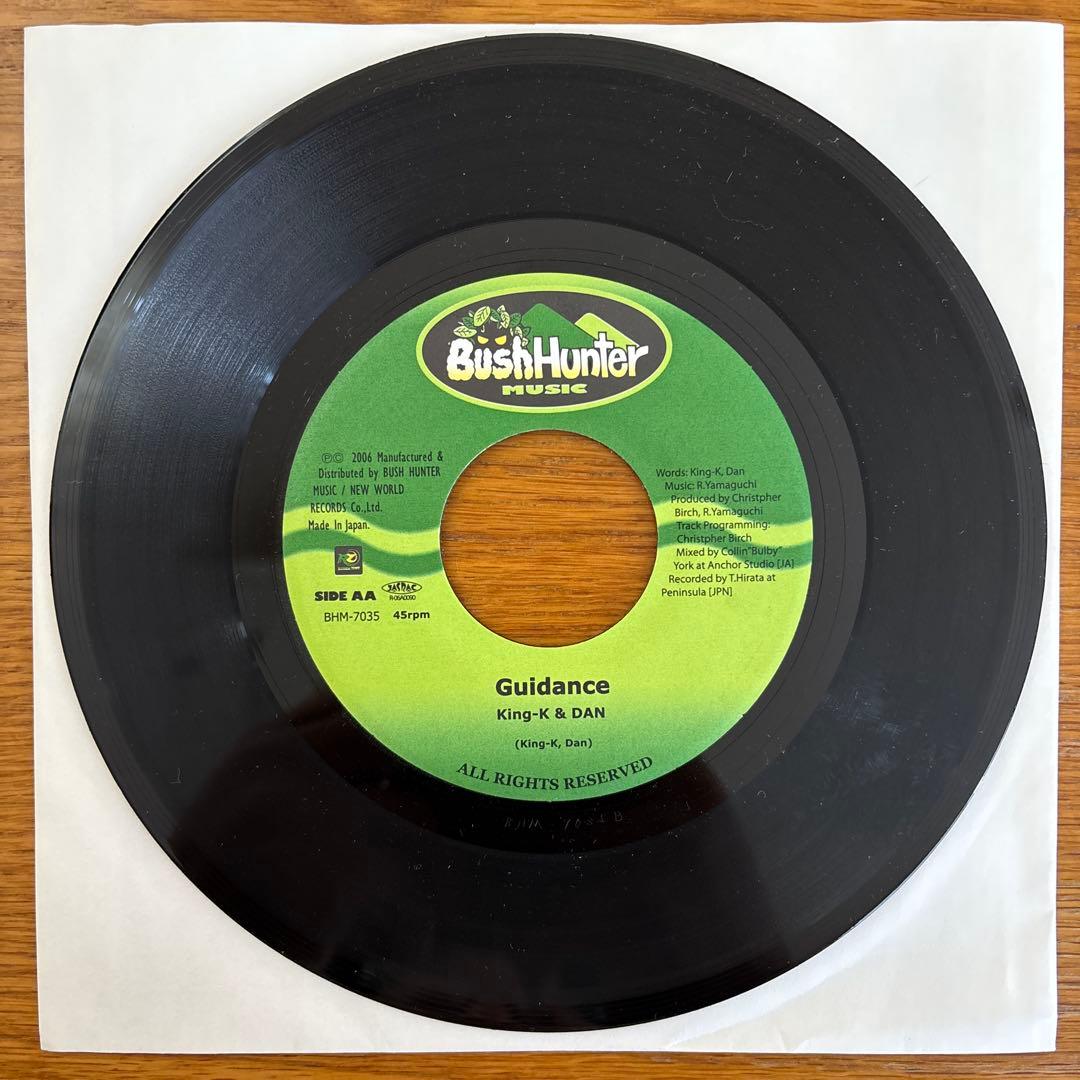 BushHunter
MUSIC
ⓅⒸ 2006 Manufactured &
Distributed by BUSH HUNTER
MUSIC / NEW WORLD
RECORDS Co.,Ltd.
Made In Japan.
SIDE AA
JASRAC
R-06A0090
BHM-7035 45rpm
Words: King-K, Dan
Music: R.Yamaguchi
Produced by Christpher
Birch, R.Yamaguchi
Track Programming:
Christpher Birch
Mixed by Collin"Bulby"
York at Anchor Studio [JA]
Recorded by T.Hirata at
Peninsula [JPN]
Guidance
King-K & DAN
(King-K, Dan)
ALL RIGHTS RESERVED